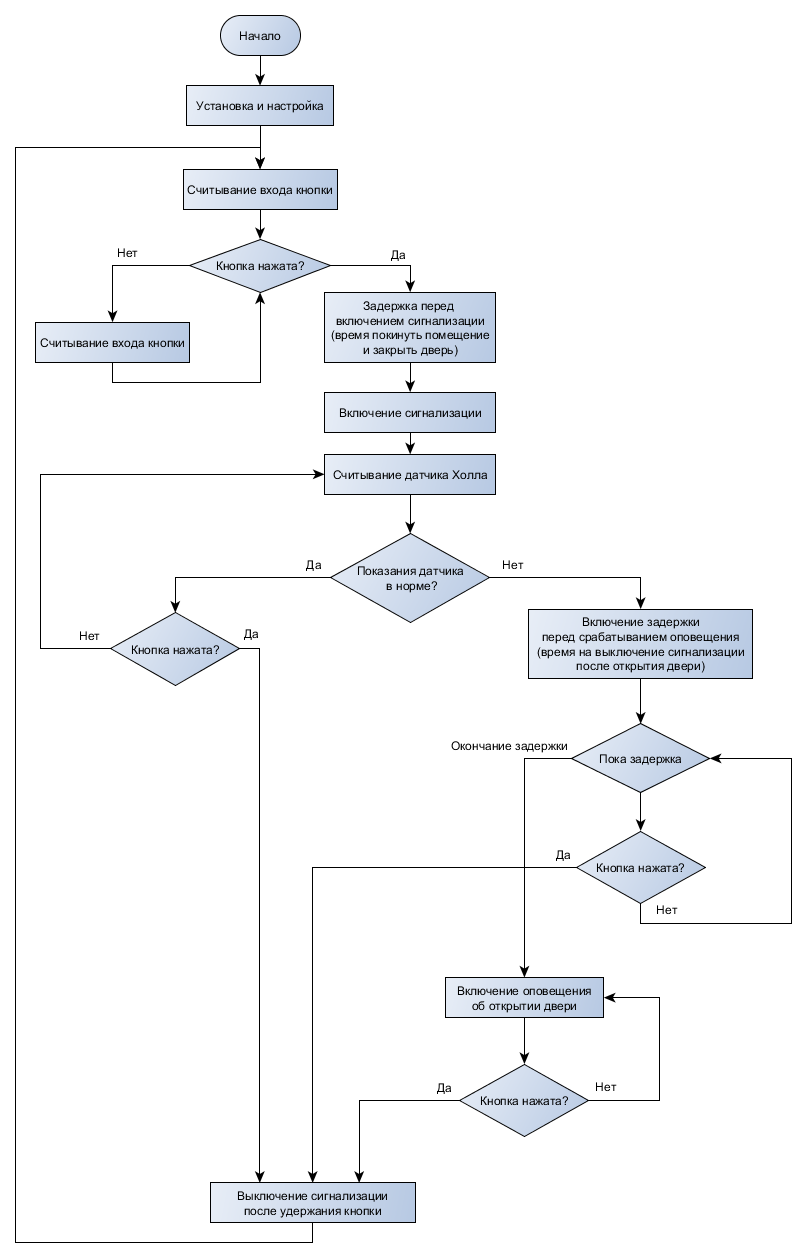 Начало
Установка и настройка
Считывание входа кнопки
Нет
Кнопка нажата?
Да
Считывание входа кнопки
Задержка перед
включением сигнализации
(время покинуть помещение
и закрыть дверь)
Включение сигнализации
Считывание датчика Холла
Да
Показания датчика
в норме?
Нет
Нет
Кнопка нажата?
Да
Включение задержки
перед срабатыванием оповещения
(время на выключение сигнализации
после открытия двери)
Окончание задержки
Пока задержка
Да
Кнопка нажата?
Нет
Включение оповещения
об открытии двери
Да
Кнопка нажата?
Нет
Выключение сигнализации
после удержания кнопки